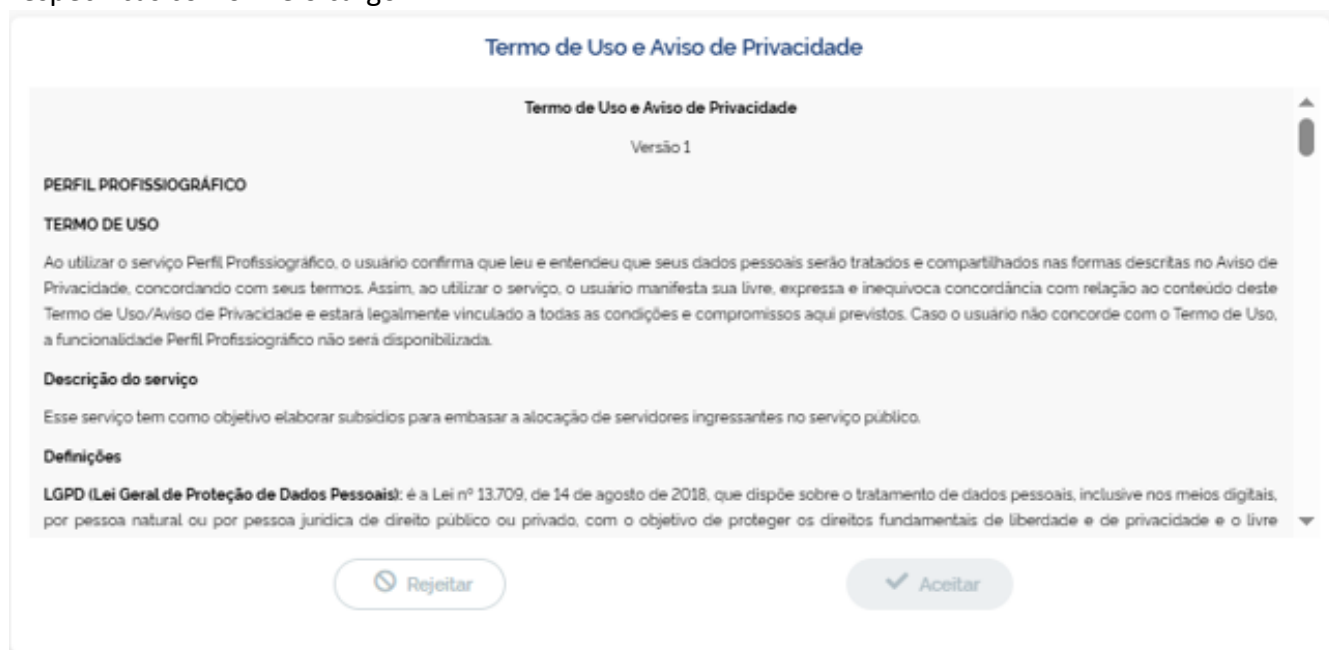 Termo de Uso e Aviso de Privacidade
Termo de Uso e Aviso de Privacidade
Versão 1
PERFIL PROFISSIOGRÁFICO
TERMO DE USO
Ao utilizar o serviço Perfil Profissiográfico, o usuário confirma que leu e entendeu que seus dados pessoais serão tratados e compartilhados nas formas descritas no Aviso de
Privacidade, concordando com seus termos. Assim, ao utilizar o serviço, o usuário manifesta sua livre, expressa e inequívoca concordância com relação ao conteúdo deste
Termo de Uso/Aviso de Privacidade e estará legalmente vinculado a todas as condições e compromissos aqui previstos. Caso o usuário não concorde com o Termo de Uso,
a funcionalidade Perfil Profissiográfico não será disponibilizada.
Descrição do serviço
Esse serviço tem como objetivo elaborar subsídios para embasar a alocação de servidores ingressantes no serviço público.
Definições
LGPD (Lei Geral de Proteção de Dados Pessoais): é a Lei nº 13.709, de 14 de agosto de 2018, que dispõe sobre o tratamento de dados pessoais, inclusive nos meios digitais,
por pessoa natural ou por pessoa jurídica de direito público ou privado, com o objetivo de proteger os direitos fundamentais de liberdade e de privacidade e o livre
Rejeitar
Aceitar